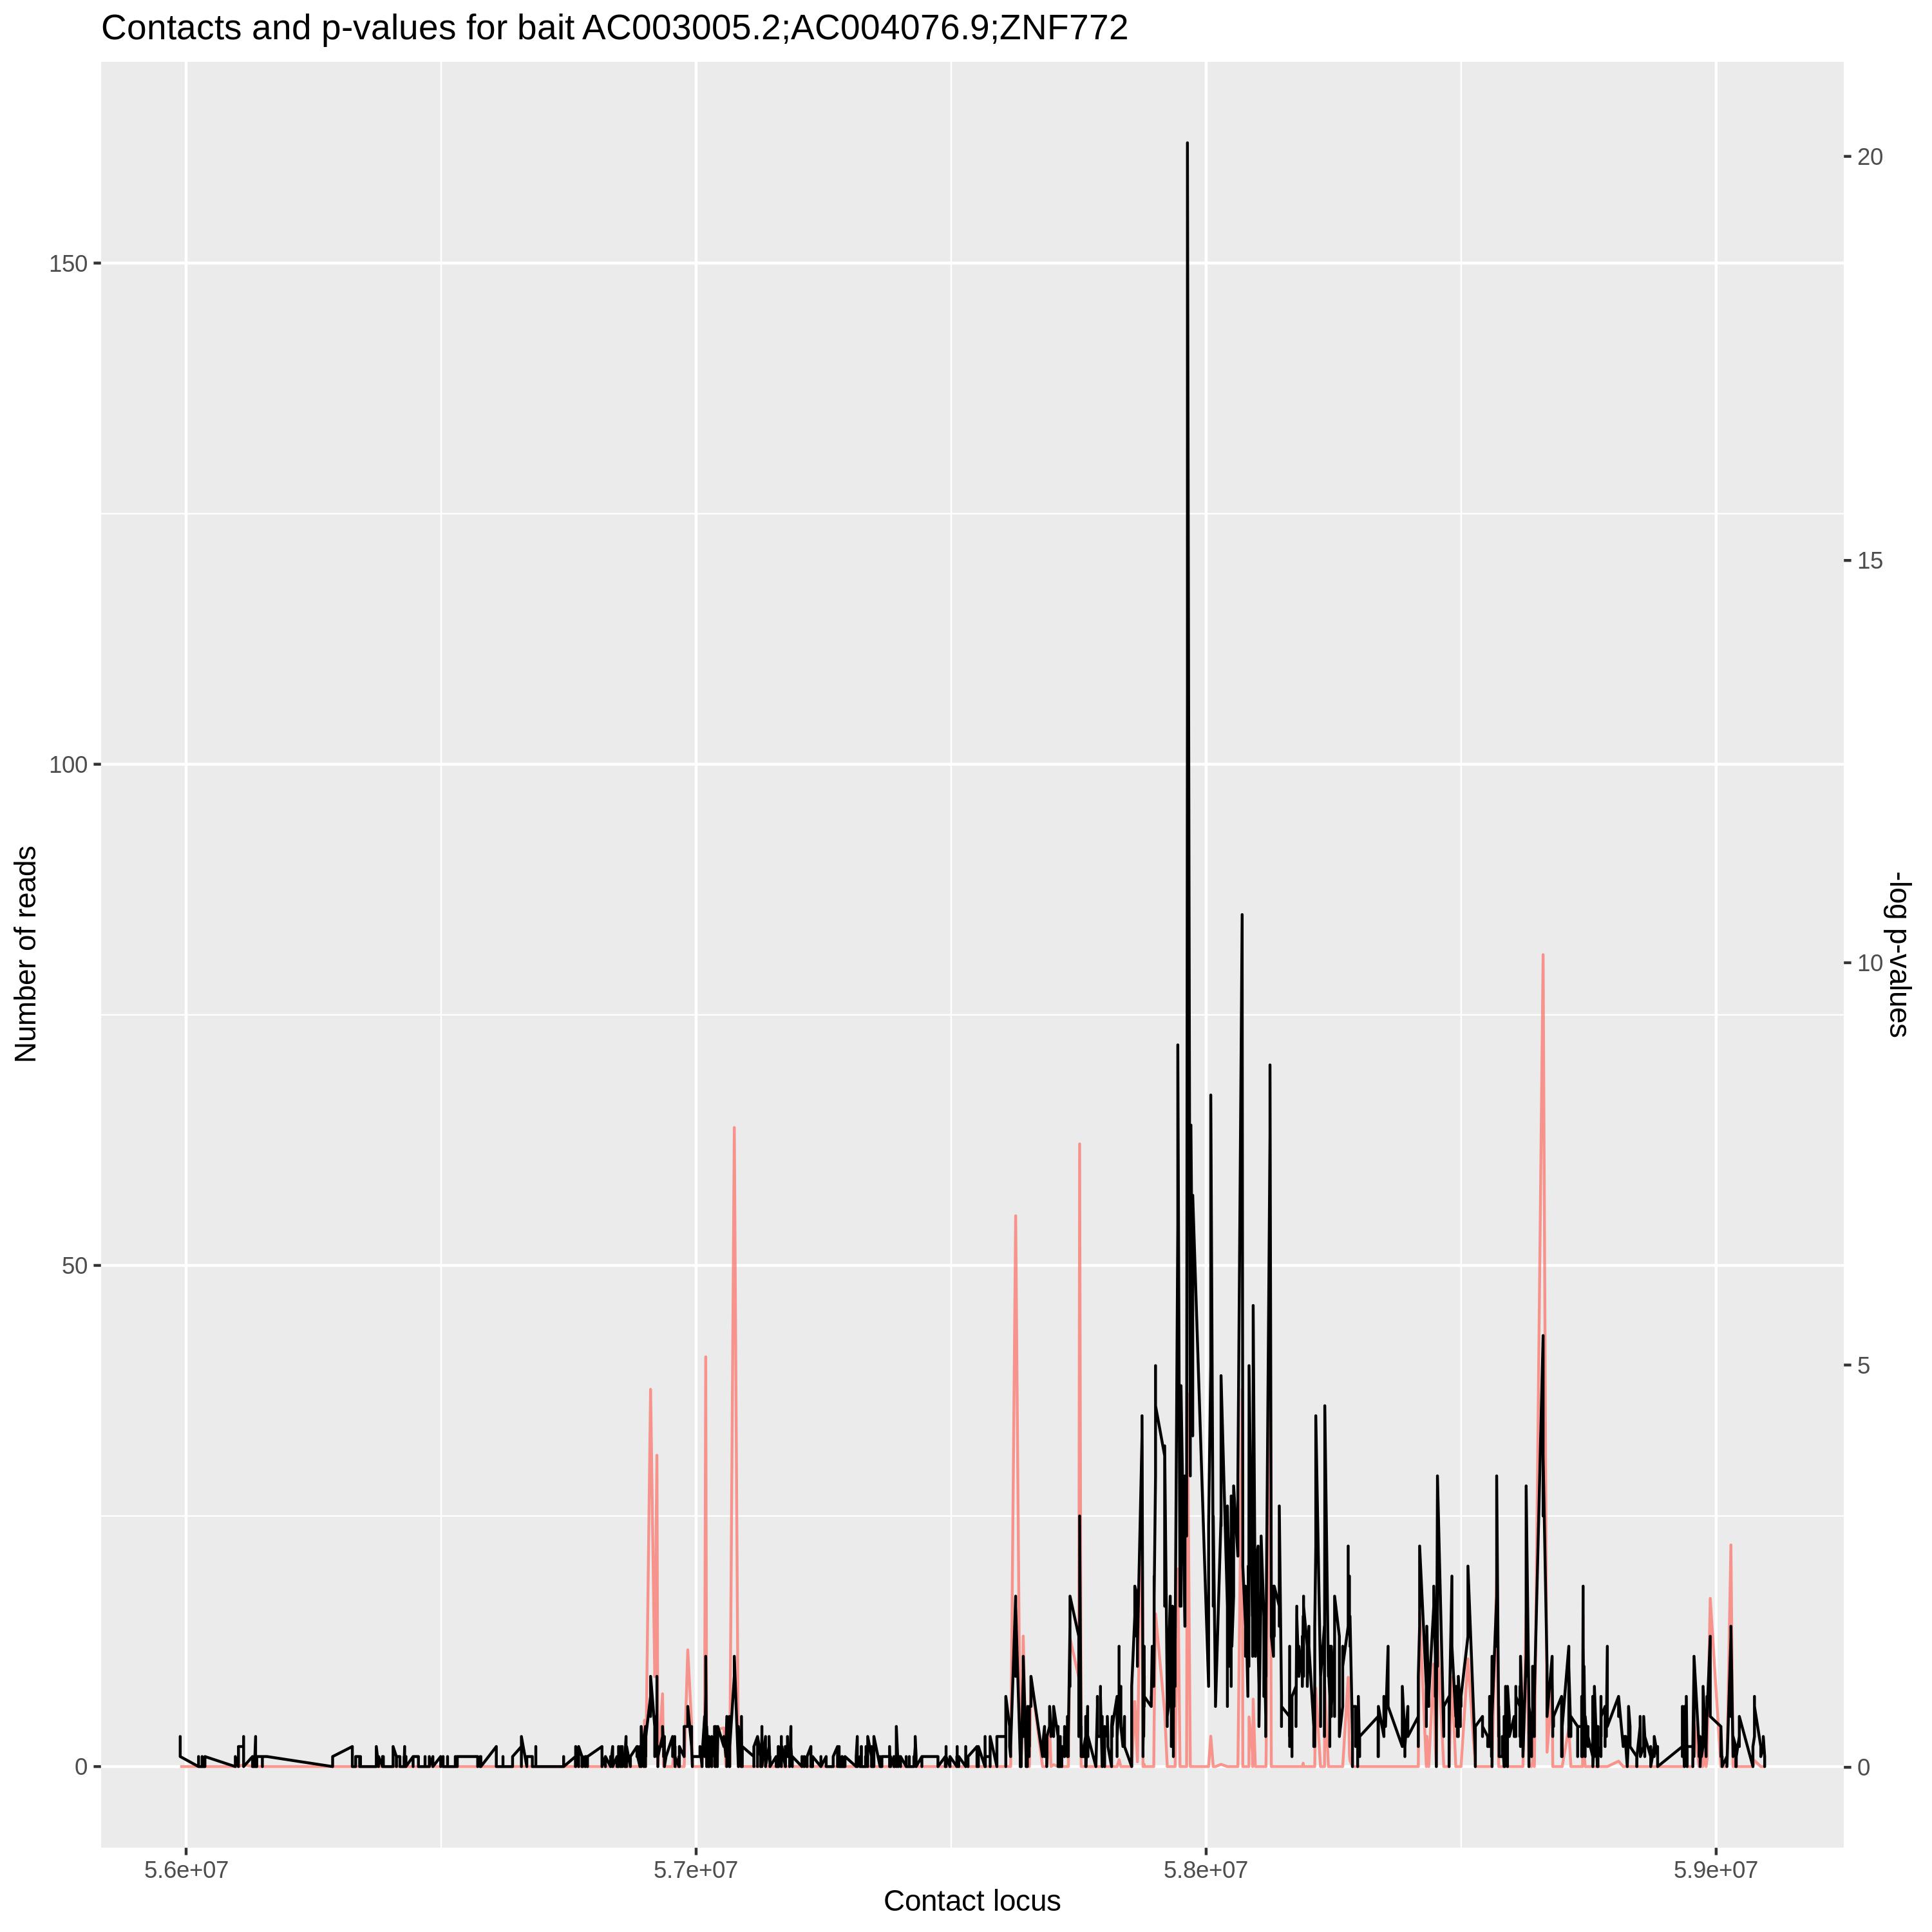 Contacts and p-values for bait AC003005.2;AC004076.9;ZNF772
Number of reads
150
100
50
0
20
15
10
5
0
-log p-values
5.6e+07
5.7e+07
5.8e+07
5.9e+07
Contact locus